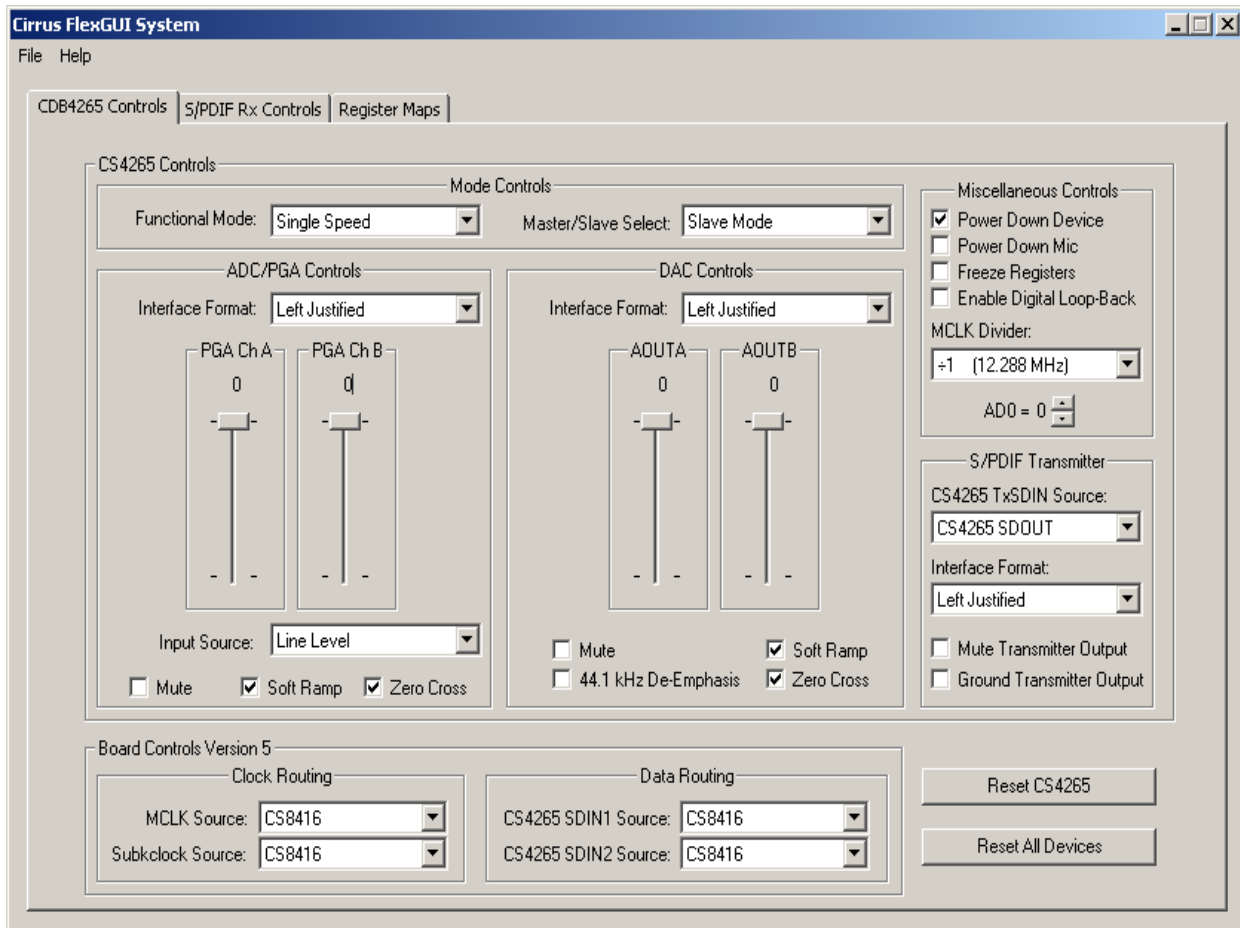 Cirrus FlexGUI System
File Help
CDB4265 Controls S/PDIF Rx Controls Register Maps
CS4265 Controls
Mode Controls
Functional Mode: Single Speed Master/Slave Select: Slave Mode
ADC/PGA Controls
Interface Format: Left Justified
PGA Ch A PGA Ch B
0 0
Input Source: Line Level
Mute Soft Ramp Zero Cross
DAC Controls
Interface Format: Left Justified
AOUTA AOUTB
0 0
Mute Soft Ramp
44.1 kHz De-Emphasis Zero Cross
Miscellaneous Controls
Power Down Device
Power Down Mic
Freeze Registers
Enable Digital Loop-Back
MCLK Divider:
÷1 (12.288 MHz)
AD0 = 0
S/PDIF Transmitter
CS4265 TxSDIN Source:
CS4265 SDOUT
Interface Format:
Left Justified
Mute Transmitter Output
Ground Transmitter Output
Board Controls Version 5
Clock Routing
MCLK Source: CS8416
Subkclock Source: CS8416
Data Routing
CS4265 SDIN1 Source: CS8416
CS4265 SDIN2 Source: CS8416
Reset CS4265
Reset All Devices